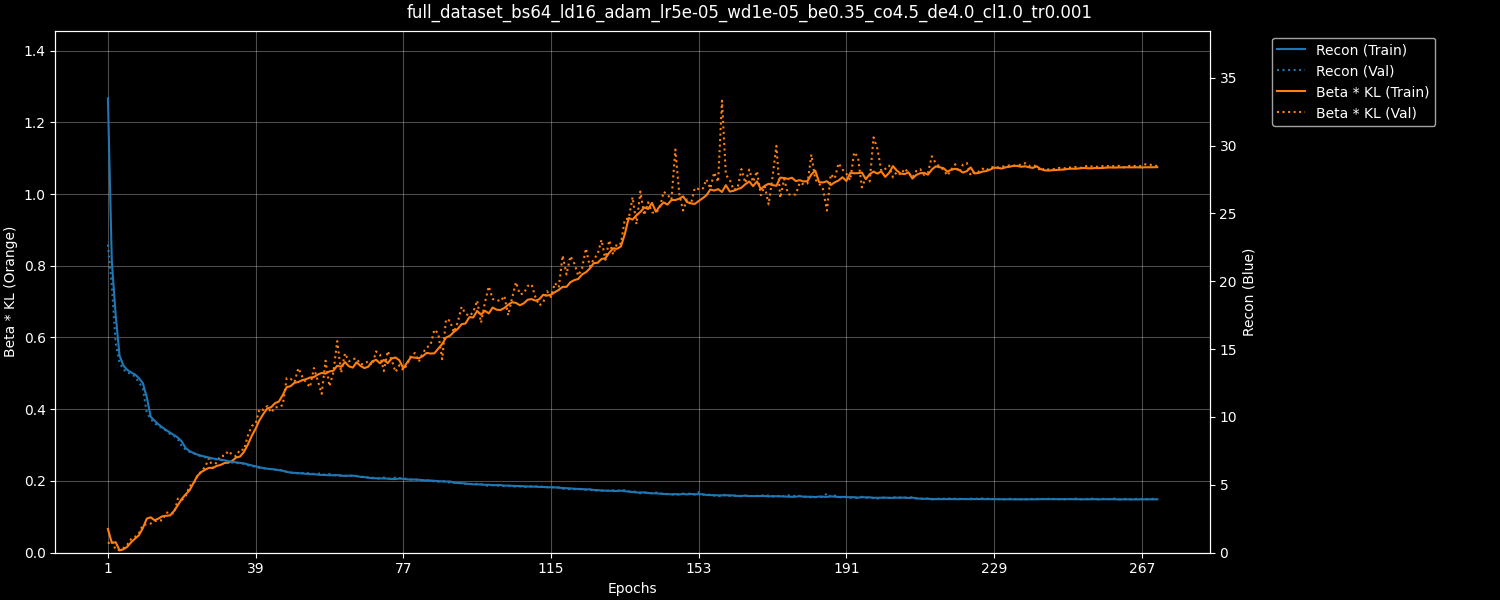 full_dataset_bs64_ld16_adam_lr5e-05_wd1e-05_be0.35_co4.5_de4.0_cl1.0_tr0.001
Recon (Train)
Recon (Val)
Beta * KL (Train)
Beta * KL (Val)
Beta * KL (Orange)
1.4
1.2
1.0
0.8
0.6
0.4
0.2
0.0
35
30
25
20
15
10
5
0
Recon (Blue)
1 39 77 115 153 191 229 267
Epochs